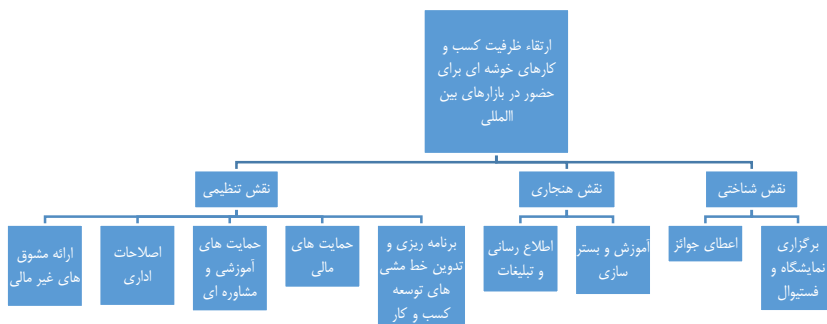 ارتقاء ظرفیت کسب و
کارهای خوشه ای برای
حضور در بازارهای بین
االمللی
نقش شناختی
نقش هنجاری
نقش تنظیمی
برگزاری
نمایشگاه و
فستیوال
اعطای جوائز
آموزش و بستر
سازی
اطلاع رسانی
و تبلیغات
برنامه ریزی و
تدوین خط مشی
های توسعه
کسب و کار
حمایت های
مالی
حمایت های
آموزشی و
مشاوره ای
اصلاحات
اداری
ارائه مشوق
های غیر مالی